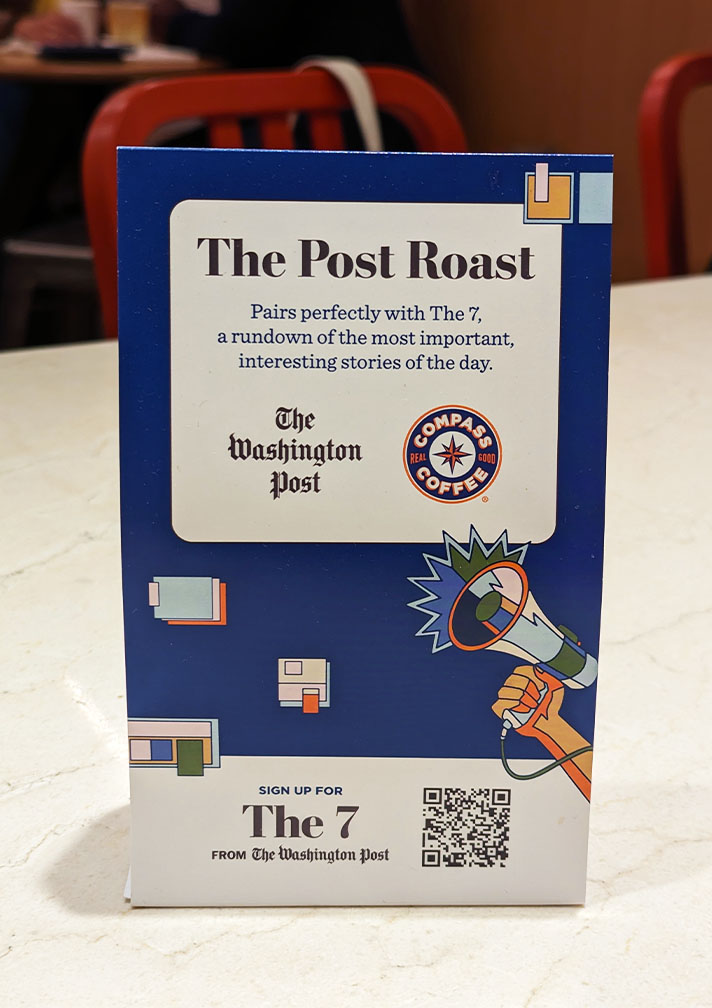 The Post Roast
Pairs perfectly with The 7,
a rundown of the most important,
interesting stories of the day.
The
Washington
Post
COMPASS
REAL GOOD
COFFEE
®
SIGN UP FOR
The 7
FROM The Washington Post